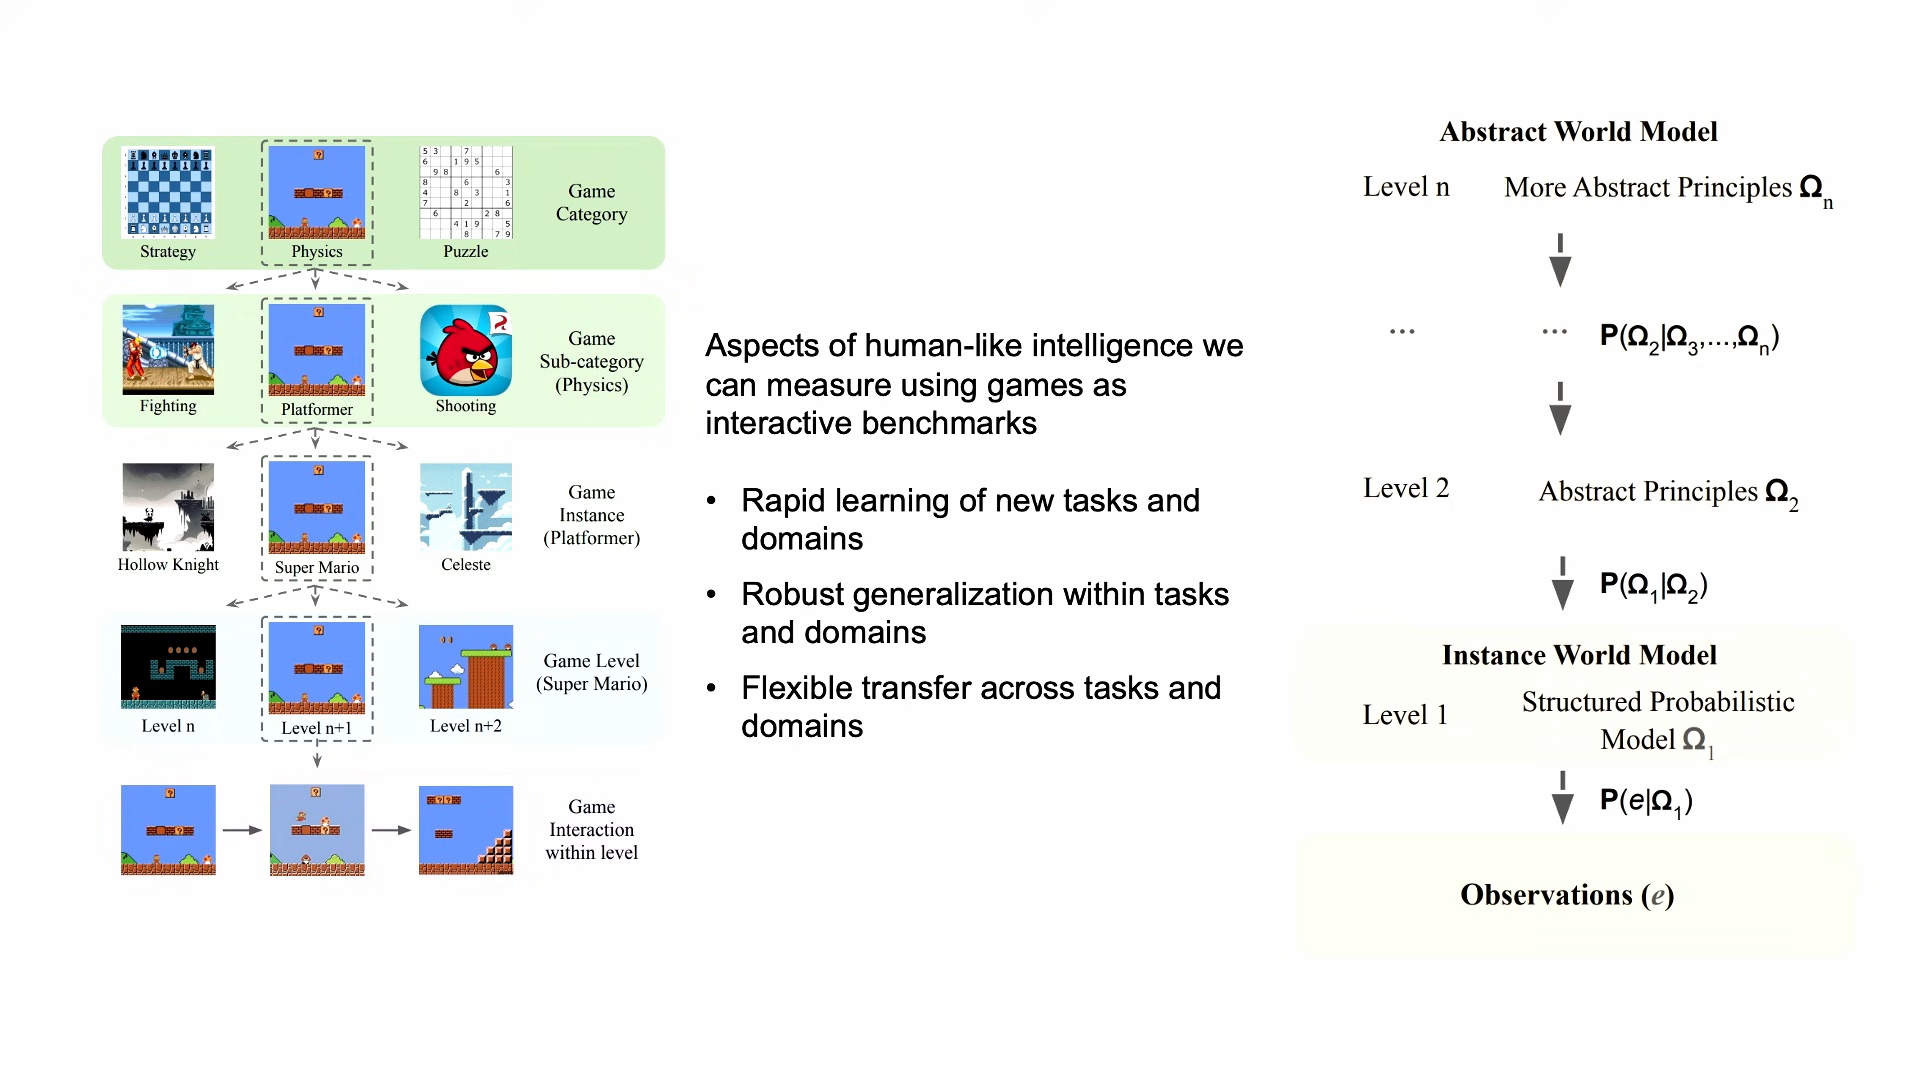 Strategy
Physics
Puzzle
Game
Category
Fighting
Platformer
Shooting
Game
Sub-category
(Physics)
Hollow Knight
Super Mario
Celeste
Game
Instance
(Platformer)
Level n
Level n+1
Level n+2
Game Level
(Super Mario)
Game
Interaction
within level
Aspects of human-like intelligence we
can measure using games as
interactive benchmarks
• Rapid learning of new tasks and
domains
• Robust generalization within tasks
and domains
• Flexible transfer across tasks and
domains
Abstract World Model
Level n More Abstract Principles Ωn
... ... P(Ω2|Ω3,...,Ωn)
Level 2 Abstract Principles Ω2
P(Ω1|Ω2)
Instance World Model
Level 1 Structured Probabilistic
Model Ω1
P(e|Ω1)
Observations (e)